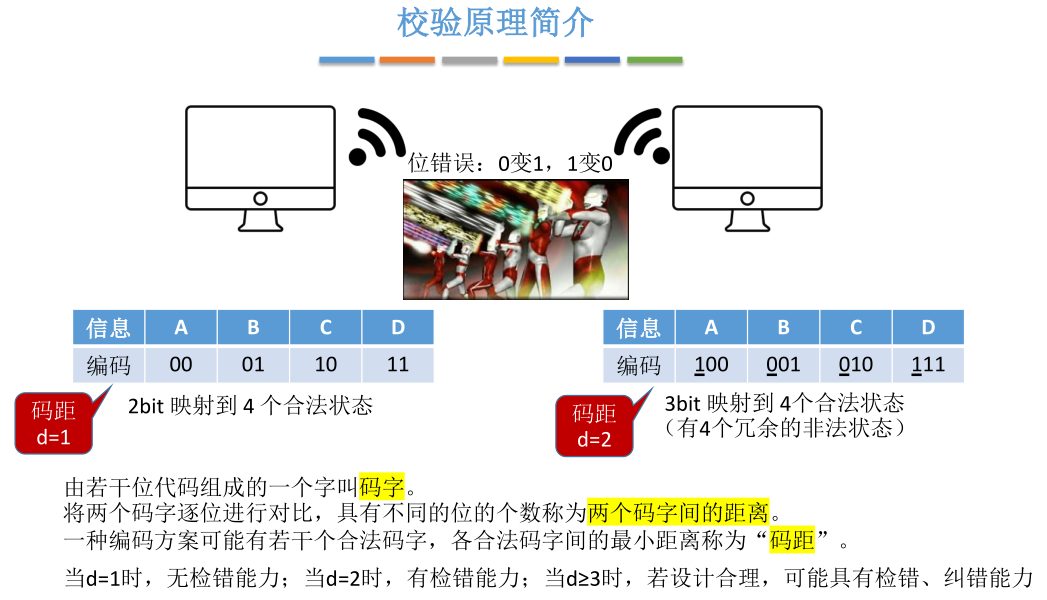 校验原理简介
位错误：0变1，1变0
信息 A B C D
编码 00 01 10 11
信息 A B C D
编码 100 001 010 111
码距
d=1
2bit 映射到 4 个合法状态
码距
d=2
3bit 映射到 4个合法状态
（有4个冗余的非法状态）
由若干位代码组成的一个字叫码字。
将两个码字逐位进行对比，具有不同的位的个数称为两个码字间的距离。
一种编码方案可能有若干个合法码字，各合法码字间的最小距离称为“码距”。
当d=1时，无检错能力；当d=2时，有检错能力；当d≥3时，若设计合理，可能具有检错、纠错能力